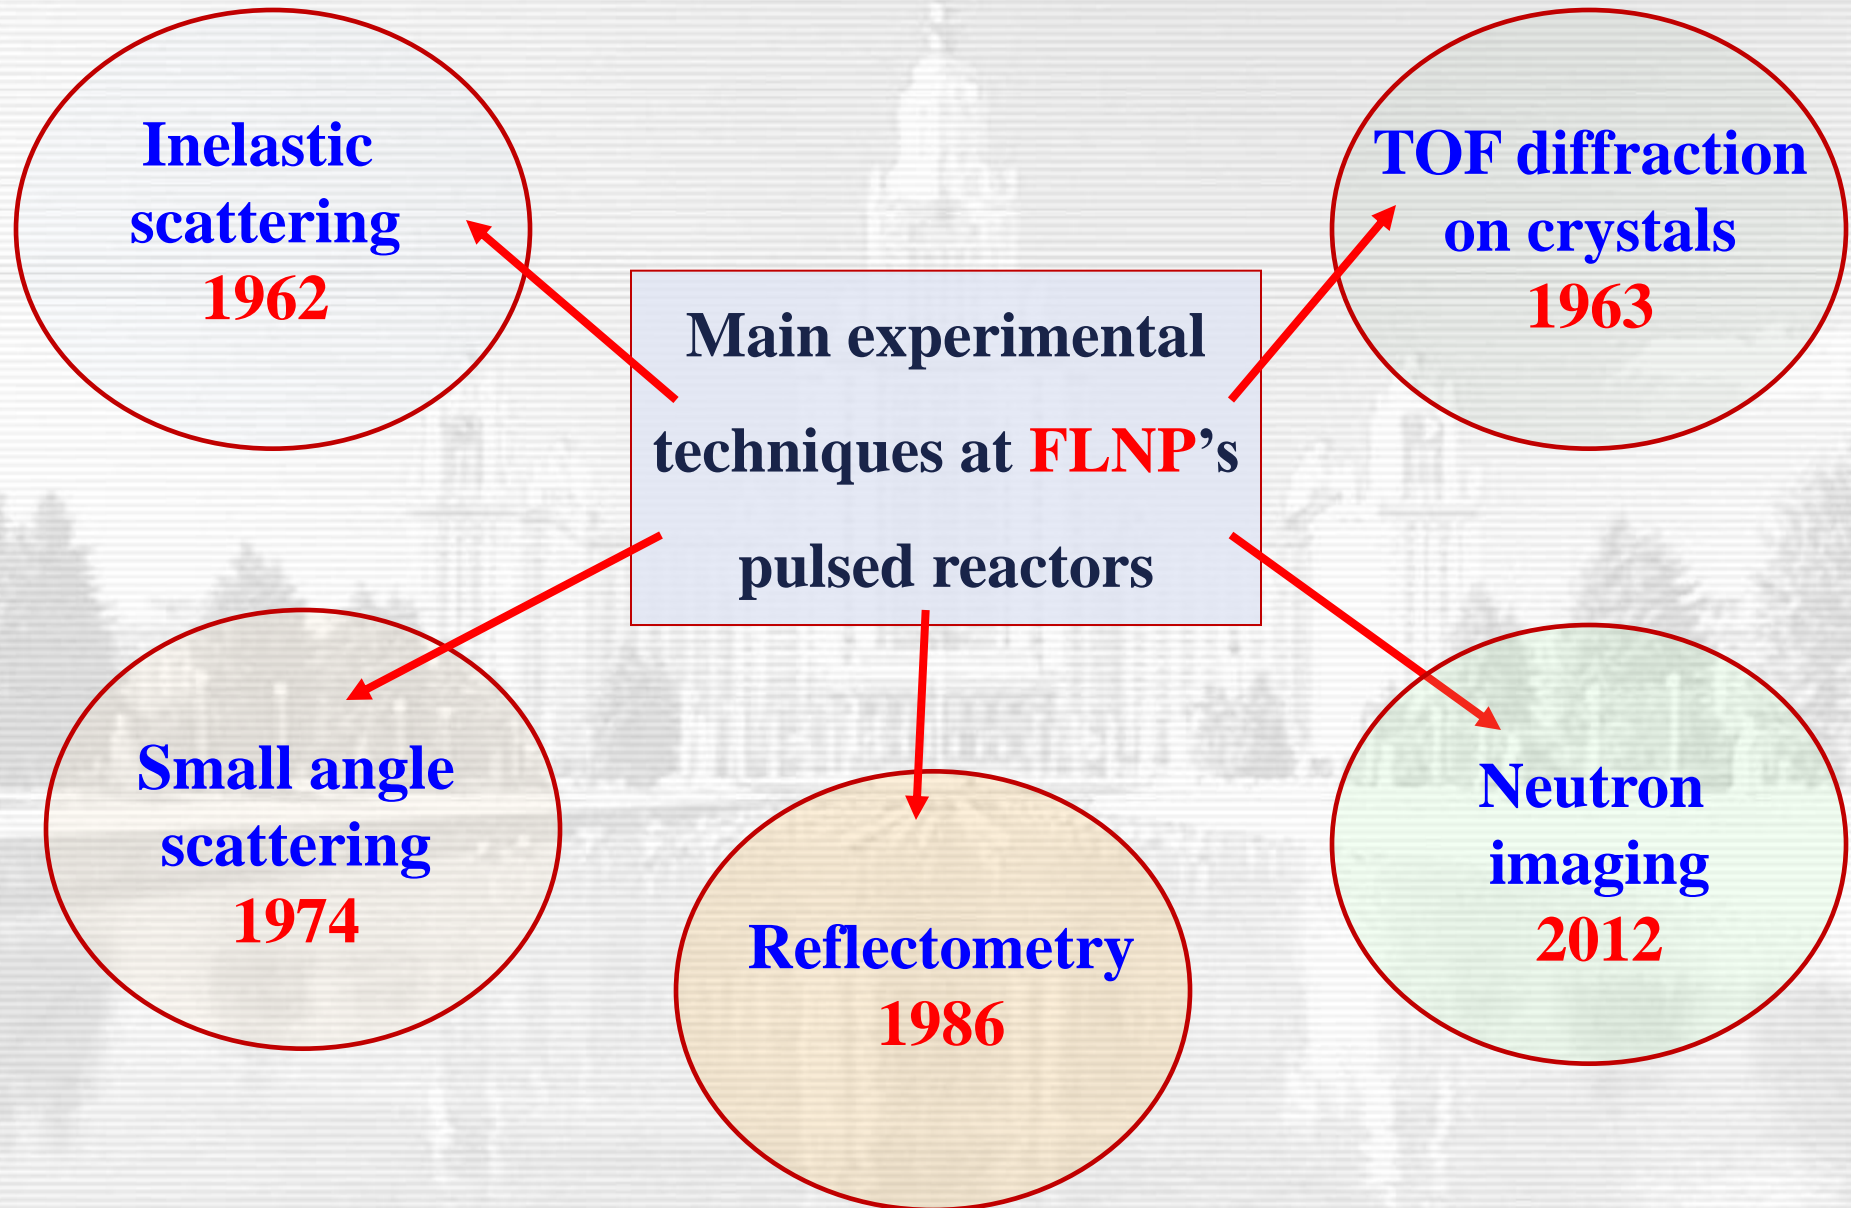 Inelastic
scattering
1962
TOF diffraction
on crystals
1963
Main experimental
techniques at FLNP’s
pulsed reactors
Small angle
scattering
1974
Reflectometry
1986
Neutron
imaging
2012